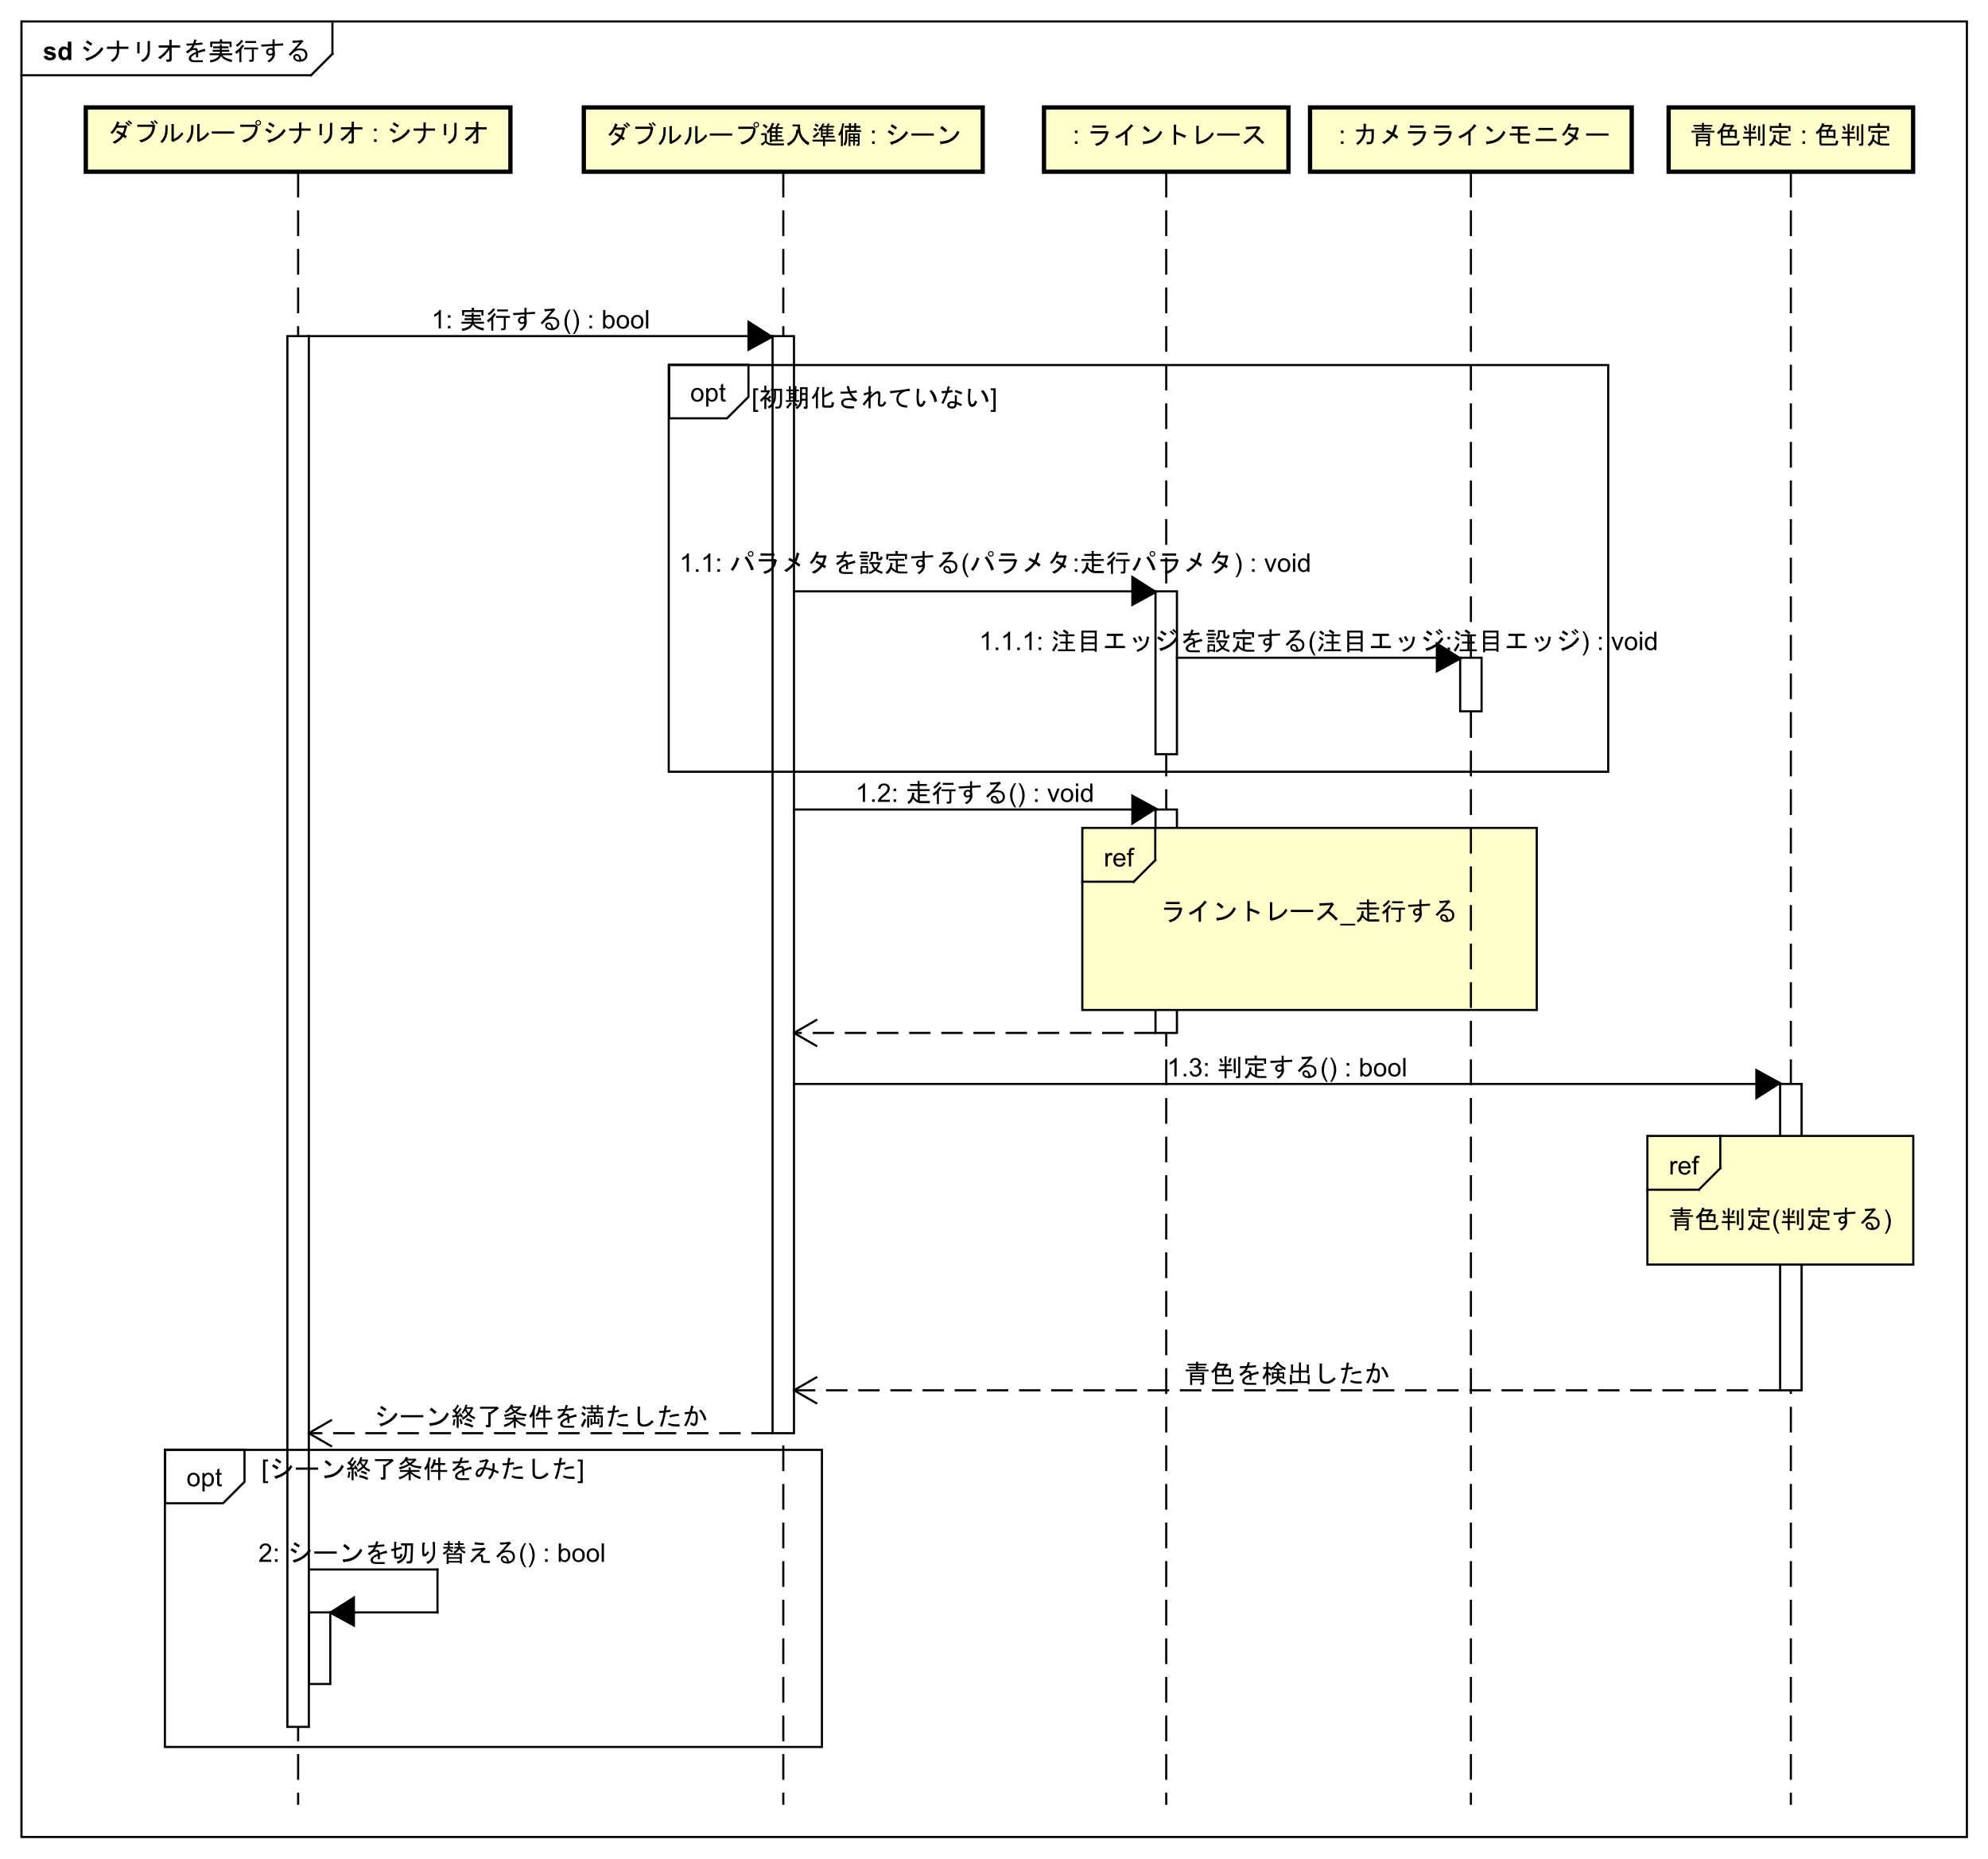 sd シナリオを実行する
ダブルループシナリオ : シナリオ
ダブルループ進入準備 : シーン
: ライントレース
: カメララインモニター
青色判定 : 色判定
1: 実行する() : bool
opt
[初期化されていない]
1.1: パラメタを設定する(パラメタ:走行パラメタ) : void
1.1.1: 注目エッジを設定する(注目エッジ:注目エッジ) : void
1.2: 走行する() : void
ref
ライントレース_走行する
1.3: 判定する() : bool
ref
青色判定(判定する)
青色を検出したか
シーン終了条件を満たしたか
opt
[シーン終了条件をみたした]
2: シーンを切り替える() : bool